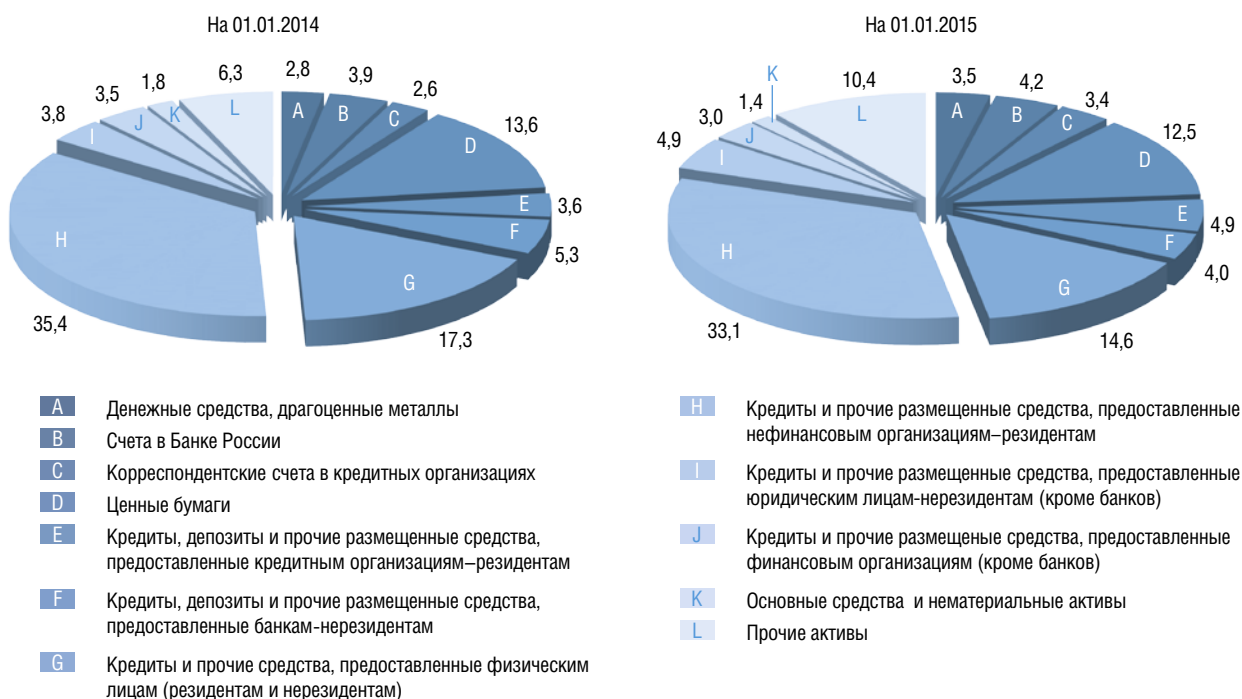 На 01.01.2014
2,8
3,9
2,6
13,6
3,6
5,3
17,3
35,4
3,8
3,5
1,8
6,3
A
B
C
D
E
F
G
H
I
J
K
L
На 01.01.2015
3,5
4,2
3,4
12,5
4,9
4,0
14,6
33,1
4,9
3,0
1,4
10,4
A
B
C
D
E
F
G
H
I
J
K
L
A Денежные средства, драгоценные металлы
B Счета в Банке России
C Корреспондентские счета в кредитных организациях
D Ценные бумаги
E Кредиты, депозиты и прочие размещенные средства,
предоставленные кредитным организациям–резидентам
F Кредиты, депозиты и прочие размещенные средства,
предоставленные банкам-нерезидентам
G Кредиты и прочие средства, предоставленные физическим
лицам (резидентам и нерезидентам)
H Кредиты и прочие размещенные средства, предоставленные
нефинансовым организациям–резидентам
I Кредиты и прочие размещенные средства, предоставленные
юридическим лицам-нерезидентам (кроме банков)
J Кредиты и прочие размещеные средства, предоставленные
финансовым организациям (кроме банков)
K Основные средства и нематериальные активы
L Прочие активы